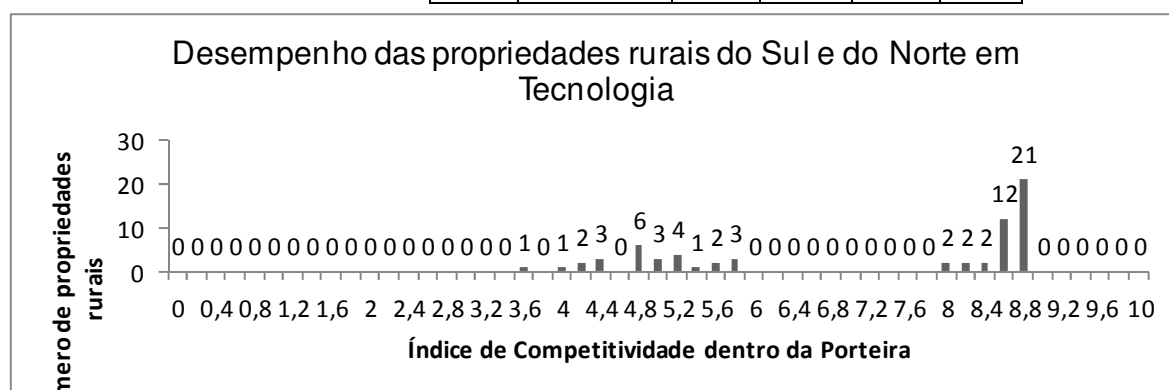 Desempenho das propriedades rurais do Sul e do Norte em
Tecnologia
mero de propriedades
rurais
30
20
10
0
0 0 0 0 0 0 0 0 0 0 0 0 0 0 0 0 0 0 1 0 1 2 3 0 6 3 4 1 2 3 0 0 0 0 0 0 0 0 0 0 2 2 2 12 21 0 0 0 0 0 0
0 0,4 0,8 1,2 1,6 2 2,4 2,8 3,2 3,6 4 4,4 4,8 5,2 5,6 6 6,4 6,8 7,2 7,6 8 8,4 8,8 9,2 9,6 10
Índice de Competitividade dentro da Porteira